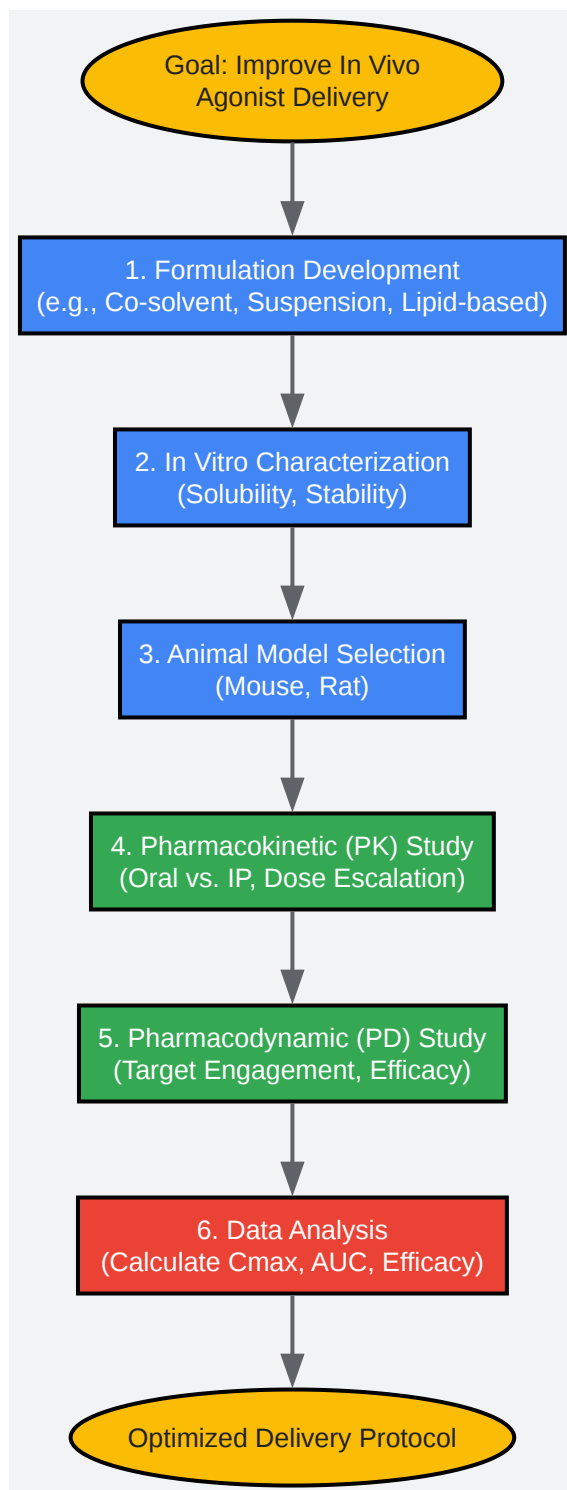 Goal: Improve In Vivo
Agonist Delivery
1. Formulation Development
(e.g., Co-solvent, Suspension, Lipid-based)
2. In Vitro Characterization
(Solubility, Stability)
3. Animal Model Selection
(Mouse, Rat)
4. Pharmacokinetic (PK) Study
(Oral vs. IP, Dose Escalation)
5. Pharmacodynamic (PD) Study
(Target Engagement, Efficacy)
6. Data Analysis
(Calculate Cmax, AUC, Efficacy)
Optimized Delivery Protocol